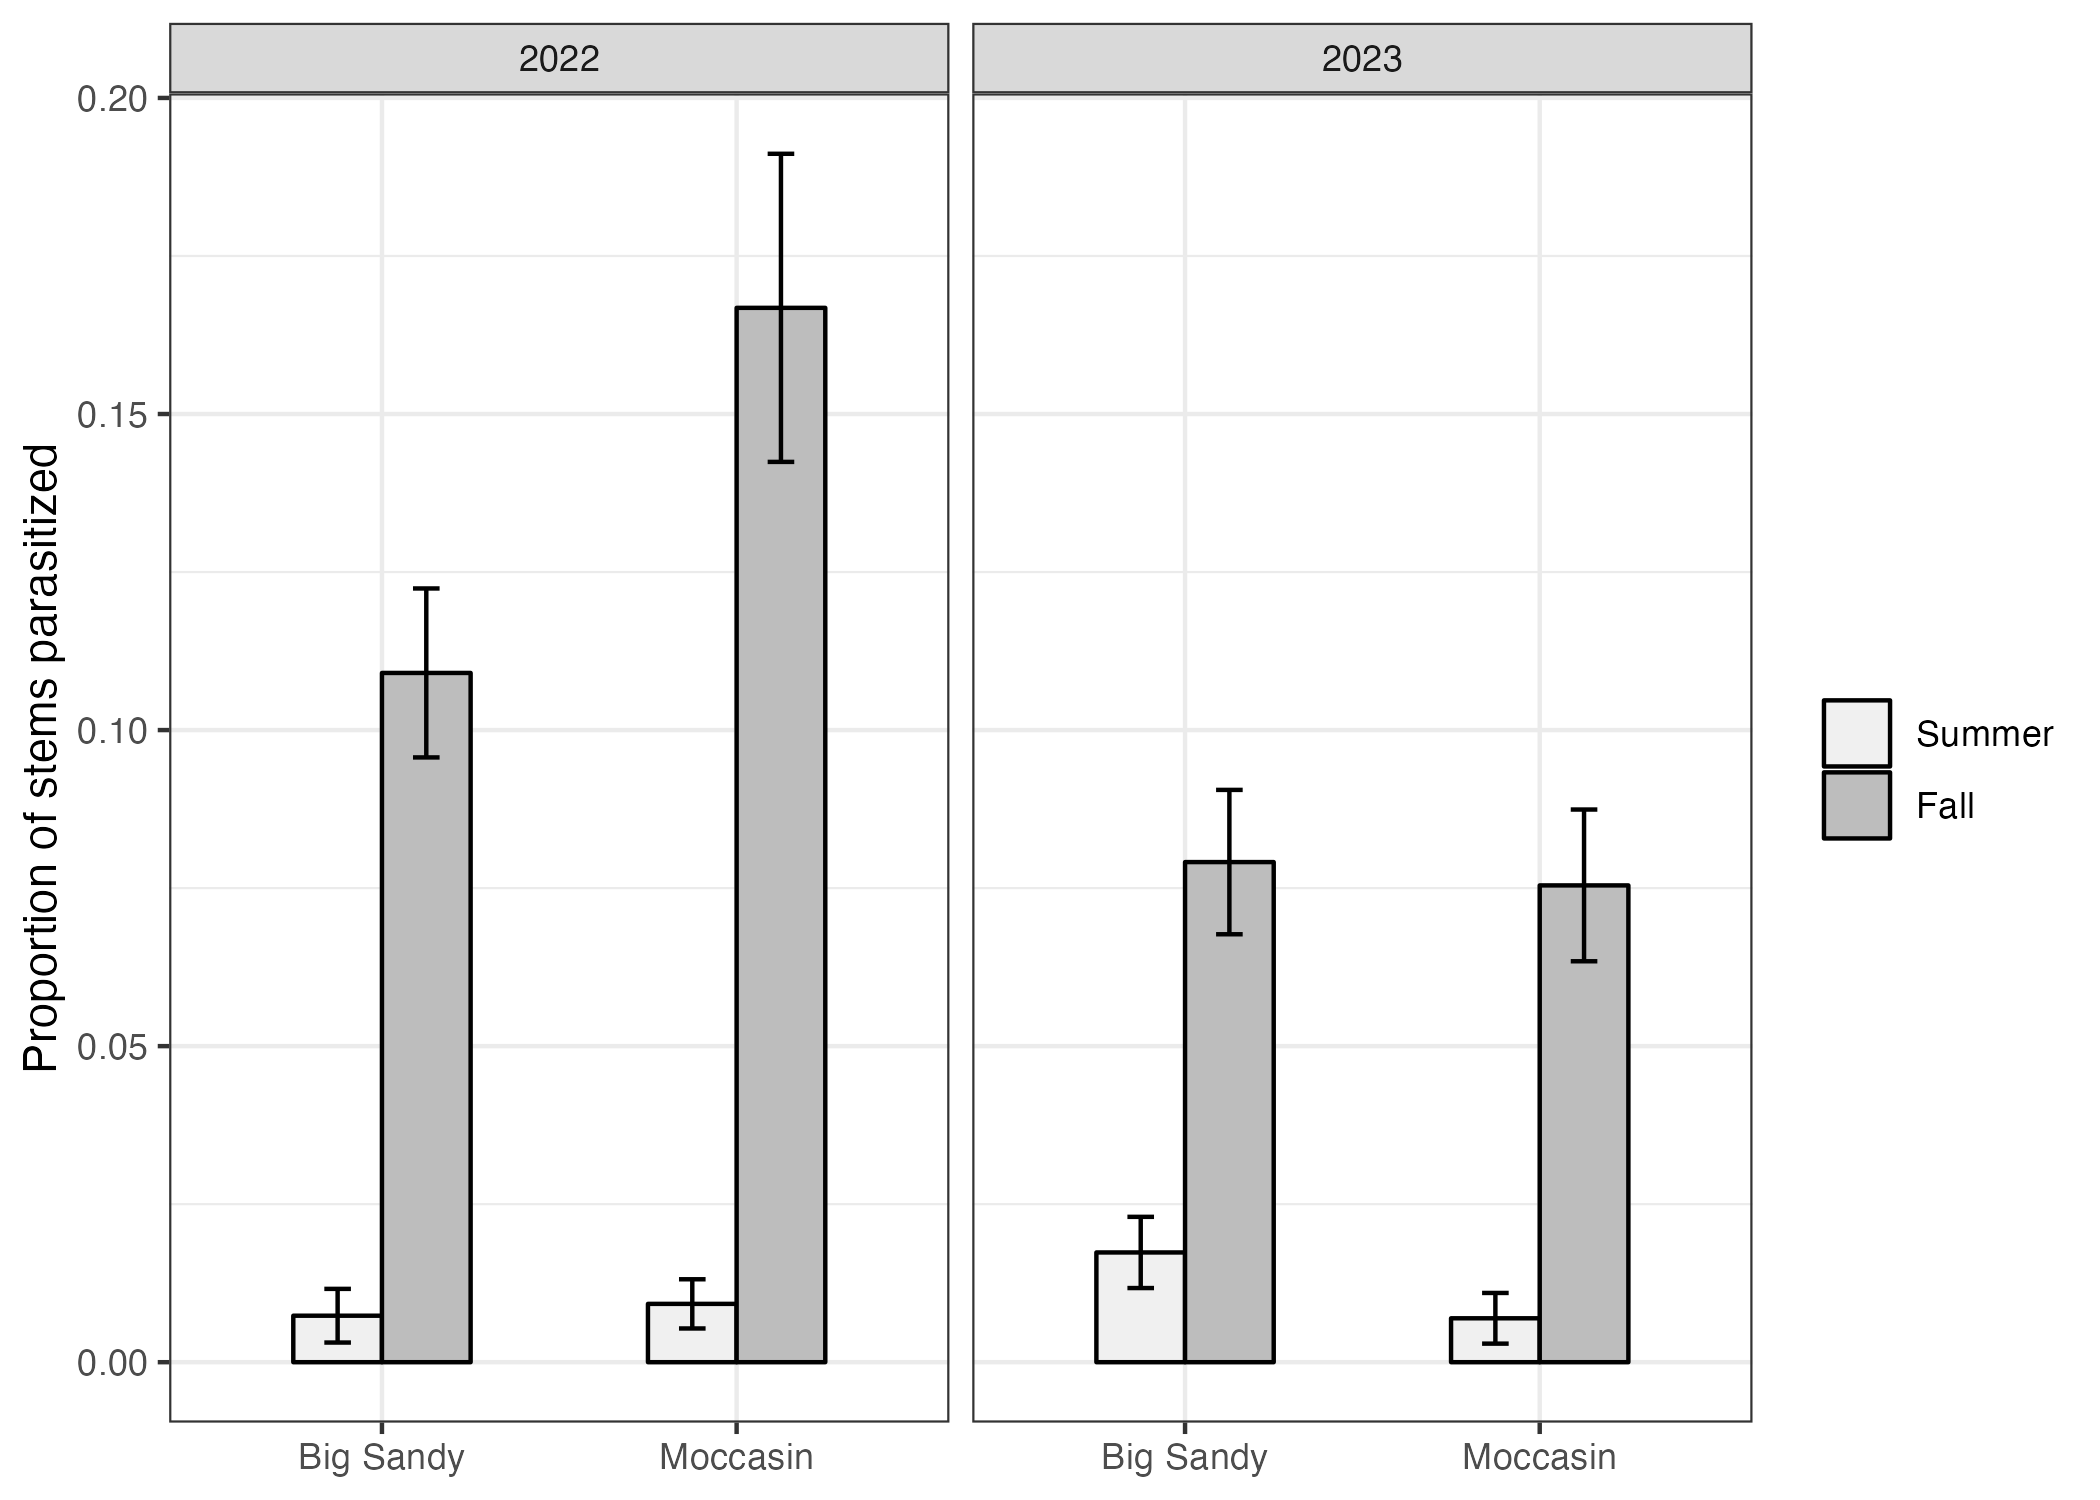 2022
2023
Proportion of stems parasitized
0.20
0.15
0.10
0.05
0.00
Big Sandy
Moccasin
Big Sandy
Moccasin
Summer
Fall